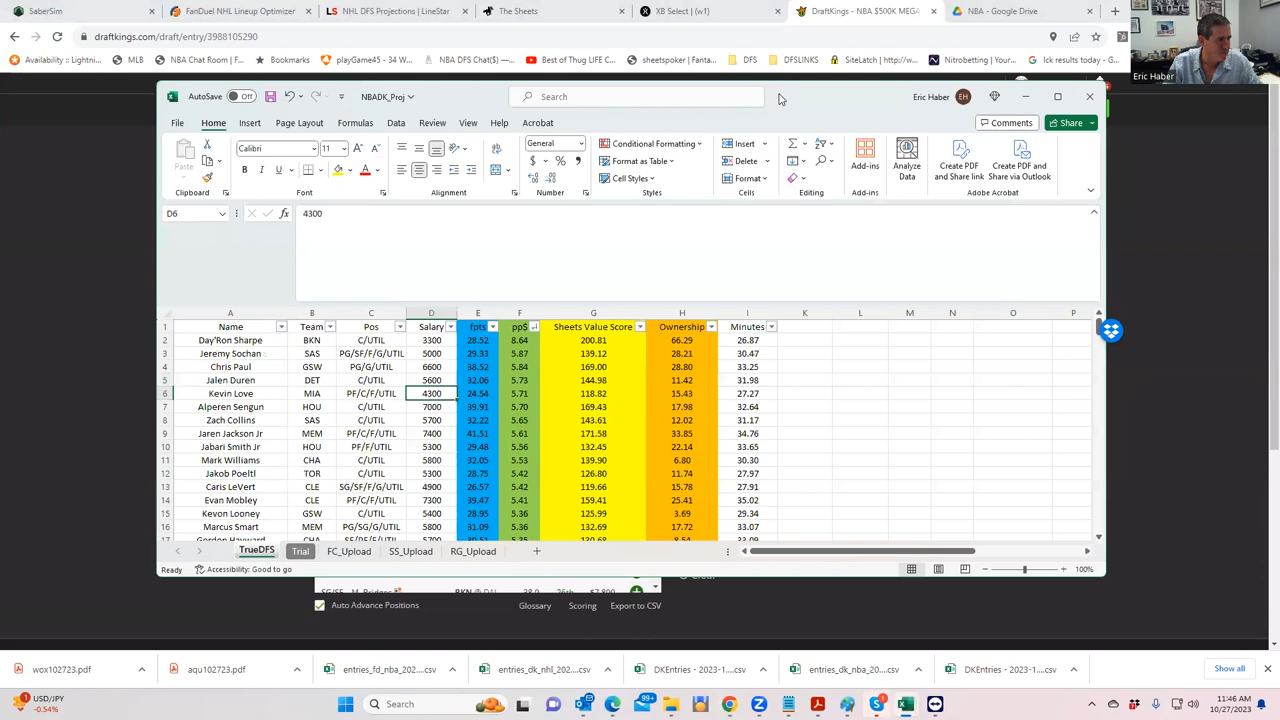 SaberSim
FanDuel NHL Lineup Optimizer
NHL DFS Projections | LineStar
The Sheets
XB Select | (w1)
DraftKings - NBA $500K MEGA
NBA - Google Drive
draftkings.com/draft/entry/3988105290
Availability :: Lightni...
MLB
NBA Chat Room | F...
Bookmarks
playGame45 - 34 Wa...
NBA DFS Chat($)—...
Best of Thug LIFE C...
sheetspoker | Fanta...
DFS
DFSLINKS
SiteLatch | http://w...
Nitrobetting | You...
lck results today - G...
Eric Haber
AutoSave Off
NBADK_Proj
Search
Eric Haber EH
File Home Insert Page Layout Formulas Data Review View Help Acrobat
Comments Share
Paste Calibri 11 General Conditional Formatting Format as Table Cell Styles Insert Delete Format Add-ins Analyze Data Create PDF and Share link Create PDF and Share via Outlook
Clipboard Font Alignment Number Styles Cells Editing Add-ins Adobe Acrobat
D6 fx 4300
A B C D E F G H I J K L M N O P
1 Name Team Pos Salary fpts pp$ Sheets Value Score Ownership Minutes
2 Day'Ron Sharpe BKN C/UTIL 3300 28.52 8.64 200.81 66.29 26.87
3 Jeremy Sochan SAS PG/SF/F/G/UTIL 5000 29.33 5.87 139.12 28.21 30.47
4 Chris Paul GSW PG/G/UTIL 6600 38.52 5.84 169.00 28.80 33.25
5 Jalen Duren DET C/UTIL 5600 32.06 5.73 144.98 11.42 31.98
6 Kevin Love MIA PF/C/F/UTIL 4300 24.54 5.71 118.82 15.43 27.27
7 Alperen Sengun HOU C/UTIL 7000 39.91 5.70 169.43 17.98 32.64
8 Zach Collins SAS C/UTIL 5700 32.22 5.65 143.61 12.02 31.17
9 Jaren Jackson Jr MEM PF/C/F/UTIL 7400 41.51 5.61 171.58 33.85 34.76
10 Jabari Smith Jr HOU PF/F/UTIL 5300 29.48 5.56 132.45 22.14 33.65
11 Mark Williams CHA C/UTIL 5800 32.05 5.53 139.90 6.80 30.30
12 Jakob Poeltl TOR C/UTIL 5300 28.75 5.42 126.80 11.74 27.97
13 Caris LeVert CLE SG/SF/F/G/UTIL 4900 26.57 5.42 119.66 15.78 27.91
14 Evan Mobley CLE PF/C/F/UTIL 7300 39.47 5.41 159.41 25.41 35.02
15 Kevon Looney GSW C/UTIL 5400 28.95 5.36 125.99 3.69 29.34
16 Marcus Smart MEM PG/SG/G/UTIL 5800 31.09 5.36 132.69 17.72 33.07
TrueDFS Trial FC_Upload SS_Upload RG_Upload
Ready Accessibility: Good to go 100%
SG/SF M. Bridges BKN @ DAL 38.0 26th $7,800
Auto Advance Positions Glossary Scoring Export to CSV
wox102723.pdf
aqu102723.pdf
entries_fd_nba_202....csv
entries_dk_nhl_202....csv
DKEntries - 2023-1....csv
entries_dk_nba_20....csv
DKEntries - 2023-1....csv
Show all
USD/JPY
-0.54%
Search
99+
11:46 AM
10/27/2023